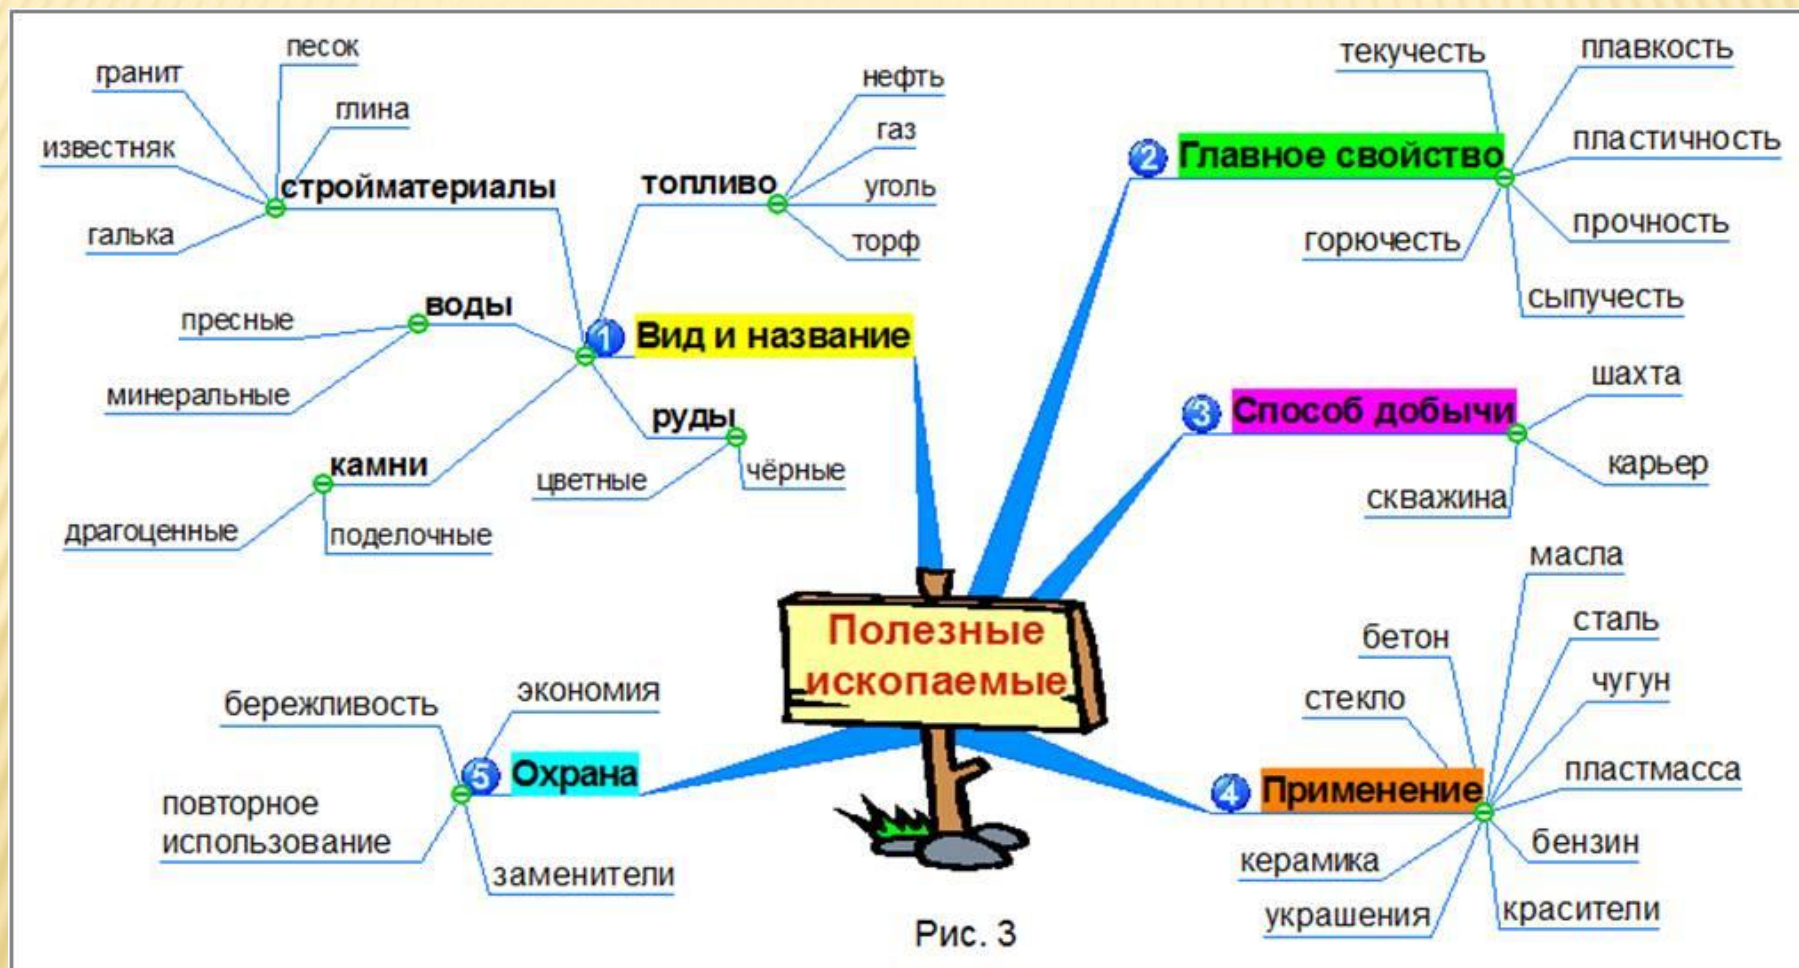 Полезные
ископаемые
1
Вид и название
стройматериалы
песок
гранит
глина
известняк
галька
топливо
нефть
газ
уголь
торф
воды
пресные
минеральные
руды
цветные
чёрные
камни
драгоценные
поделочные
2
Главное свойство
текучесть
плавкость
пластичность
прочность
горючесть
сыпучесть
3
Способ добычи
шахта
карьер
скважина
4
Применение
масла
сталь
бетон
чугун
стекло
пластмасса
бензин
керамика
украшения
красители
5
Охрана
экономия
бережливость
повторное
использование
заменители
Рис. 3